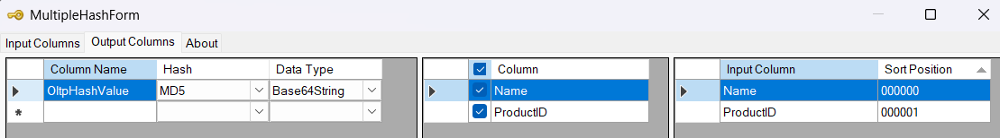 MultipleHashForm
Input Columns Output Columns About
Column Name Hash Data Type Column Input Column Sort Position
OltpHashValue MD5 Base64String Name Name 000000
* ProductID ProductID 000001